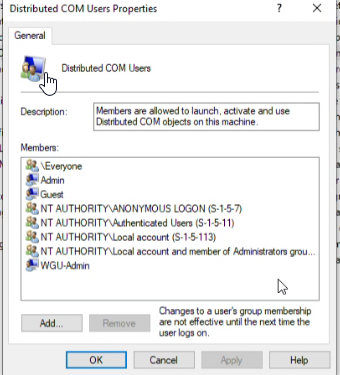 Distributed COM Users Properties
?
General
Distributed COM Users
Description:
Members are allowed to launch, activate and use
Distributed COM objects on this machine.
Members:
\Everyone
Admin
Guest
NT AUTHORITY\ANONYMOUS LOGON (S-1-5-7)
NT AUTHORITY\Authenticated Users (S-1-5-11)
NT AUTHORITY\Local account (S-1-5-113)
NT AUTHORITY\Local account and member of Administrators grou...
WGU-Admin
Changes to a user's group membership
are not effective until the next time the
user logs on.
Add...
Remove
OK
Cancel
Apply
Help